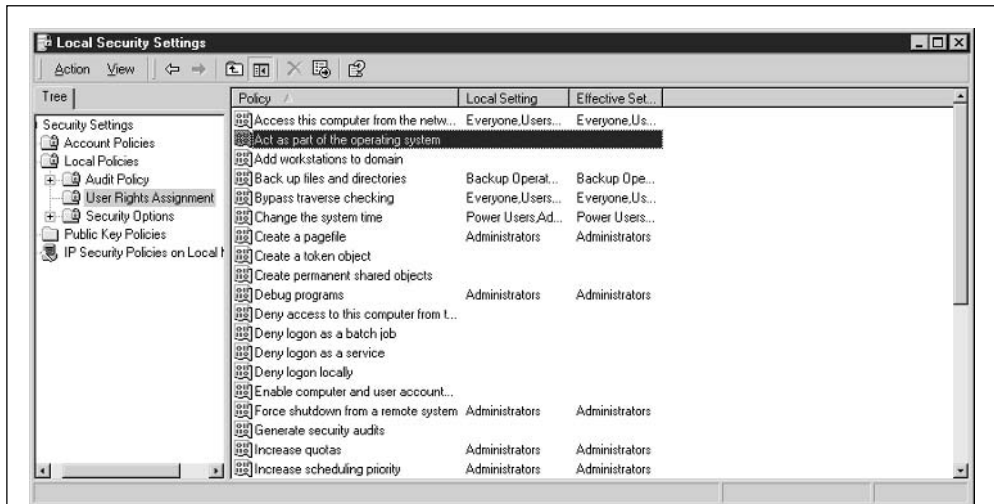 Local Security Settings
Action View
Tree
Security Settings
Account Policies
Local Policies
Audit Policy
User Rights Assignment
Security Options
Public Key Policies
IP Security Policies on Local
Policy Local Setting Effective Set...
Access this computer from the netw... Everyone,Users... Everyone,Us...
Act as part of the operating system
Add workstations to domain
Back up files and directories Backup Operat... Backup Ope...
Bypass traverse checking Everyone,Users... Everyone,Us...
Change the system time Power Users,Ad... Power Users...
Create a pagefile Administrators Administrators
Create a token object
Create permanent shared objects
Debug programs Administrators Administrators
Deny access to this computer from t...
Deny logon as a batch job
Deny logon as a service
Deny logon locally
Enable computer and user account...
Force shutdown from a remote system Administrators Administrators
Generate security audits
Increase quotas Administrators Administrators
Increase scheduling priority Administrators Administrators